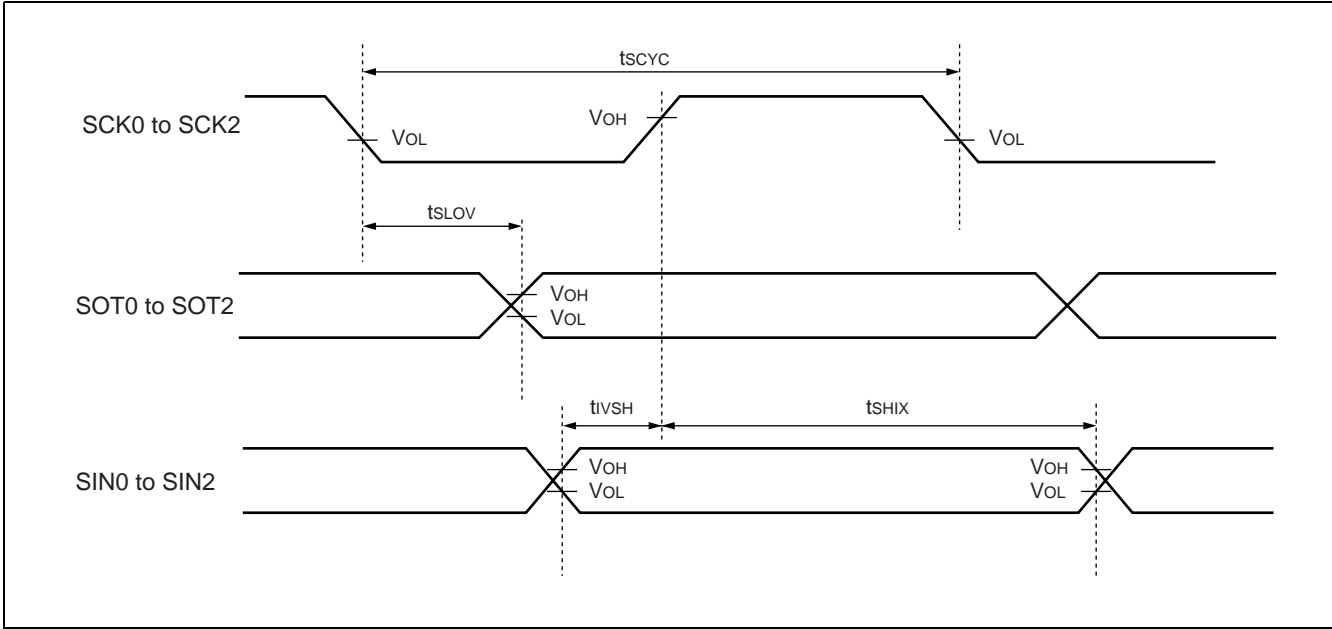 tSCYC
SCK0 to SCK2
VOL
VOH
VOL
tSLOV
SOT0 to SOT2
VOH
VOL
tIVSH
tSHIX
SIN0 to SIN2
VOH
VOL
VOH
VOL